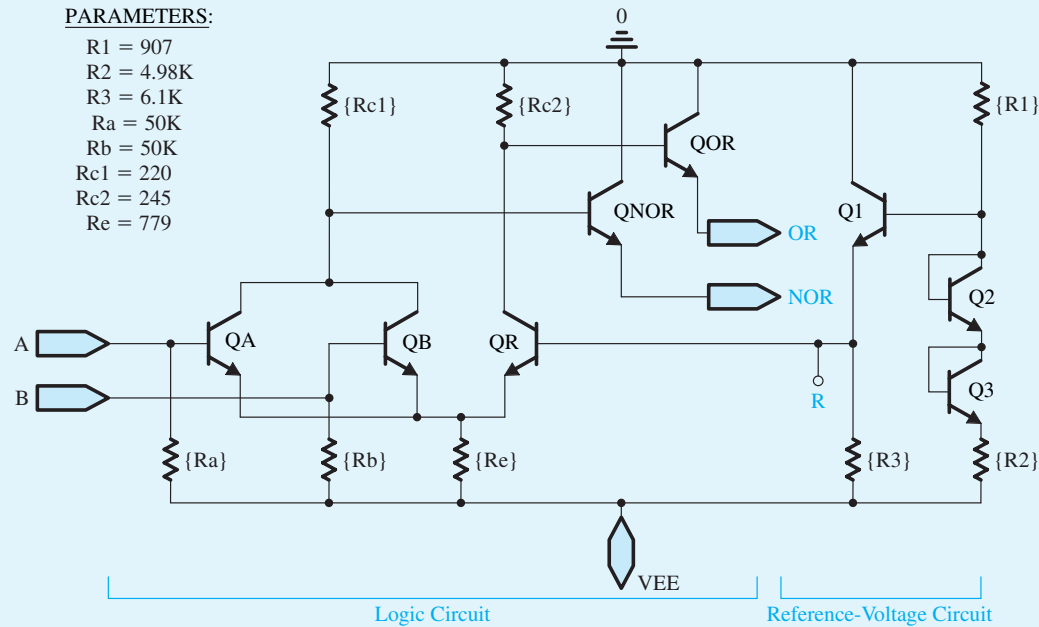 PARAMETERS:
R1 = 907
R2 = 4.98K
R3 = 6.1K
Ra = 50K
Rb = 50K
Rc1 = 220
Rc2 = 245
Re = 779
0
{Rc1}
{Rc2}
{R1}
QOR
QNOR
Q1
OR
NOR
Q2
A
QA
QB
QR
B
R
Q3
{Ra}
{Rb}
{Re}
{R3}
{R2}
VEE
Logic Circuit
Reference-Voltage Circuit